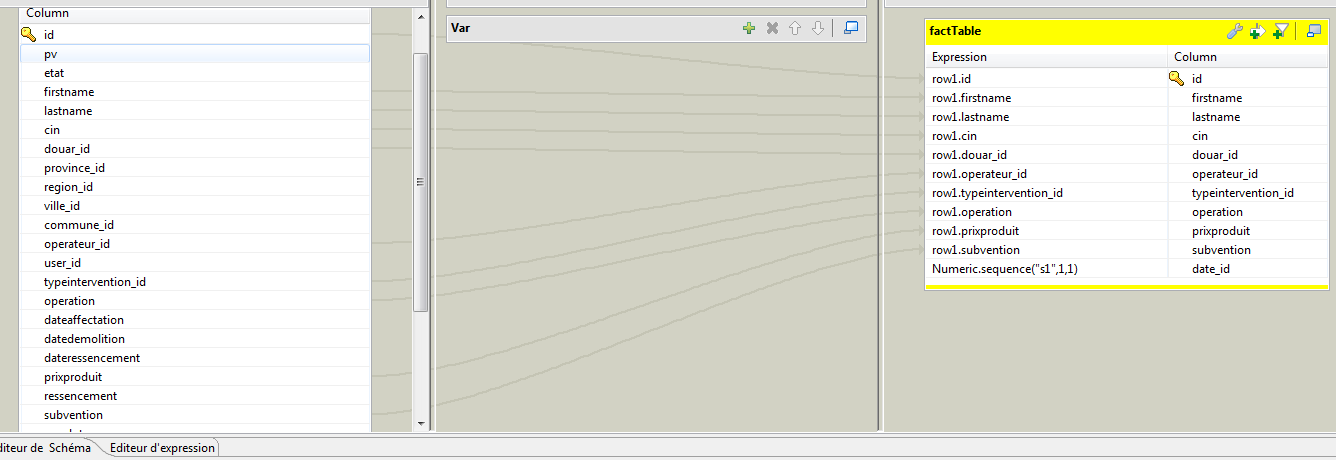 Column
id
pv
etat
firstname
lastname
cin
douar_id
province_id
region_id
ville_id
commune_id
operateur_id
user_id
typeintervention_id
operation
dateaffectation
datedemolition
dateressencement
prixproduit
ressencement
subvention
Var
factTable
Expression Column
row1.id id
row1.firstname firstname
row1.lastname lastname
row1.cin cin
row1.douar_id douar_id
row1.operateur_id operateur_id
row1.typeintervention_id typeintervention_id
row1.operation operation
row1.prixproduit prixproduit
row1.subvention subvention
Numeric.sequence("s1",1,1) date_id
diteur de Schéma Editeur d'expression